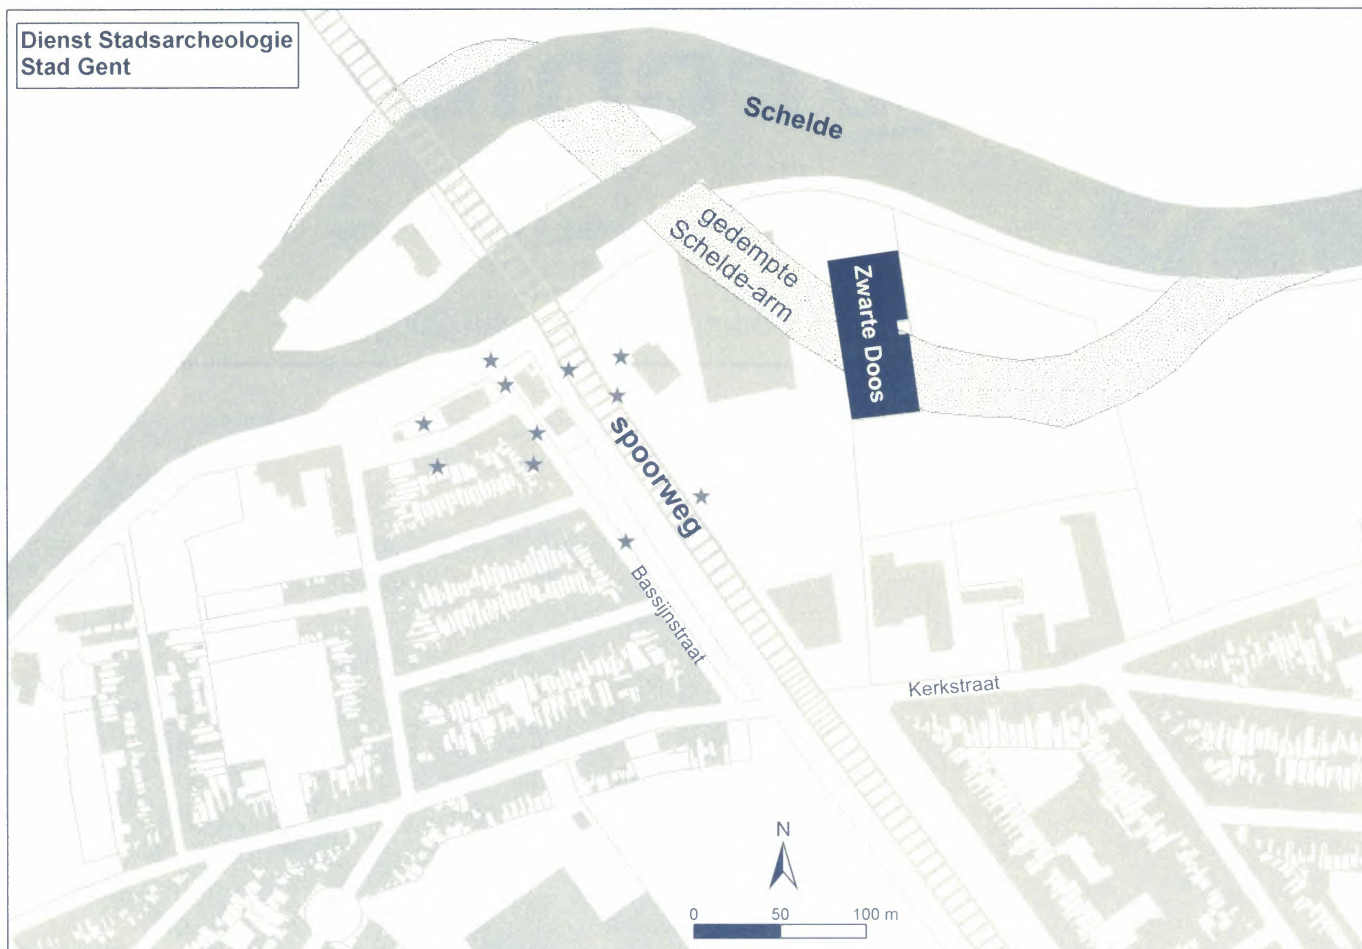 Dienst Stadsarcheologie
Stad Gent
Schelde
gedempte
Schelde-arm
Zwarte Doos
spoorweg
Bassijnstraat
Kerkstraat
N
0 50 100 m